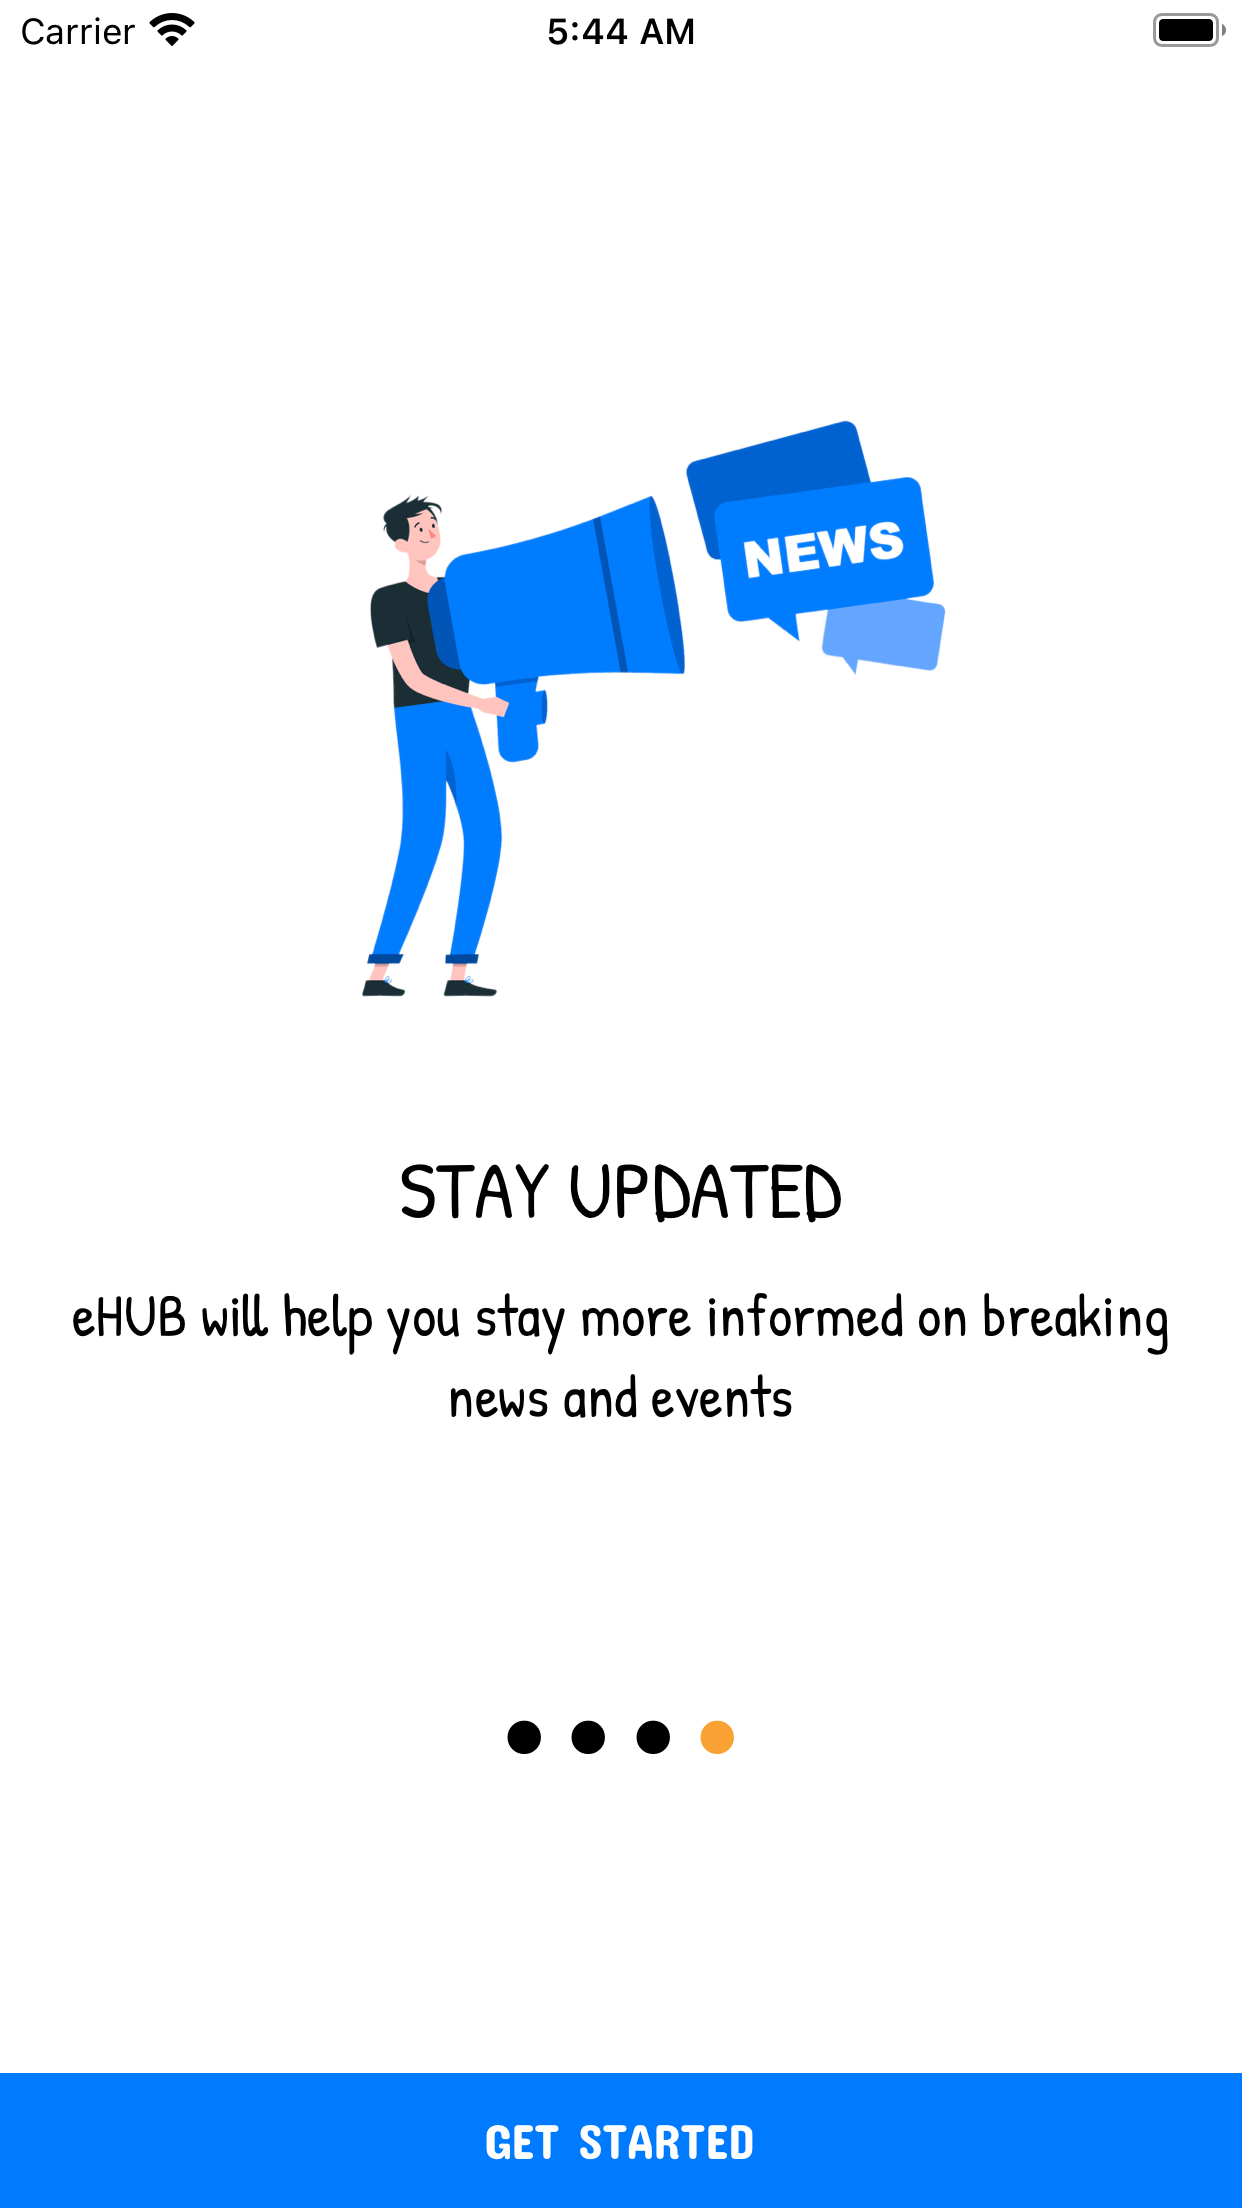 Carrier
5:44 AM
NEWS
STAY UPDATED
eHUB will help you stay more informed on breaking
news and events
GET STARTED